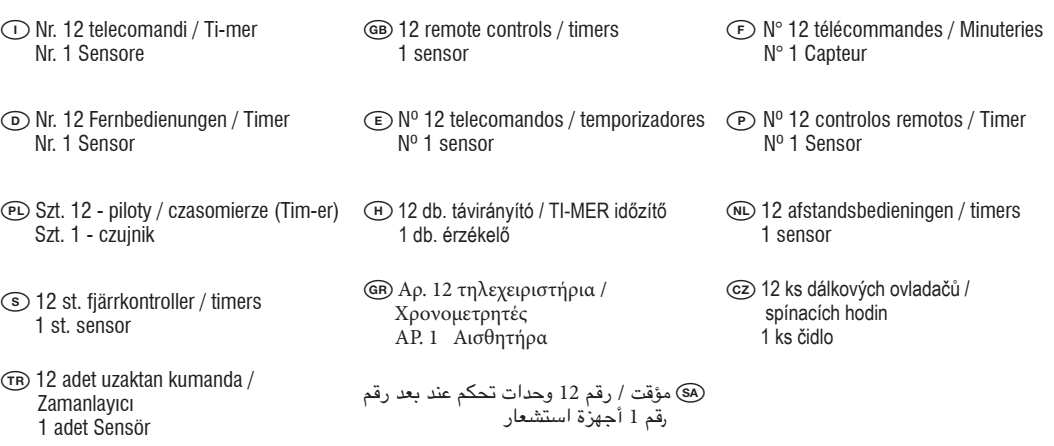 I Nr. 12 telecomandi / Ti-mer
Nr. 1 Sensore
GB 12 remote controls / timers
1 sensor
F N° 12 télécommandes / Minuteries
N° 1 Capteur
D Nr. 12 Fernbedienungen / Timer
Nr. 1 Sensor
E Nº 12 telecomandos / temporizadores
Nº 1 sensor
P Nº 12 controlos remotos / Timer
Nº 1 Sensor
PL Szt. 12 - piloty / czasomierze (Tim-er)
Szt. 1 - czujnik
H 12 db. távirányító / TI-MER időzítő
1 db. érzékelő
NL 12 afstandsbedieningen / timers
1 sensor
S 12 st. fjärrkontroller / timers
1 st. sensor
GR Αρ. 12 τηλεχειριστήρια /
Χρονομετρητές
ΑΡ. 1 Αισθητήρα
CZ 12 ks dálkových ovladačů /
spínacích hodin
1 ks čidlo
TR 12 adet uzaktan kumanda /
Zamanlayıcı
1 adet Sensör
SA مؤقت / رقم 12 وحدات تحكم عند بعد رقم
رقم 1 أجهزة استشعار